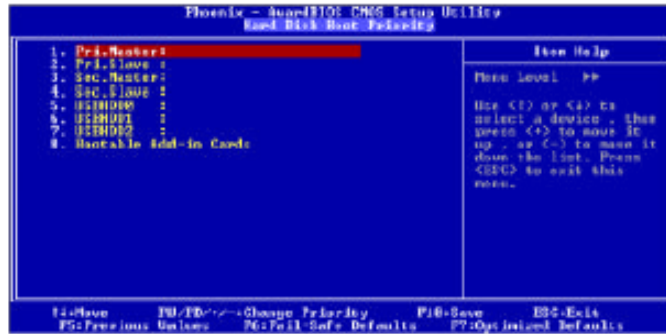 Phoenix - AwardBIOS CMOS Setup Utility
Hard Disk Boot Priority
1. Pri.Master:
2. Pri.Slave :
3. Sec.Master:
4. Sec.Slave :
5. USBHDD0 :
6. USBHDD1 :
7. USBHDD2 :
8. Bootable Add-in Cards
Item Help
Menu Level ►►
Use <↑> or <↓> to
select a device , then
press <+> to move it
up , or <-> to move it
down the list. Press
<ESC> to exit this
menu.
↑↓:Move PU/PD/+/-:Change Priority F10:Save ESC:Exit
F5:Previous Values F6:Fail-Safe Defaults F7:Optimized Defaults